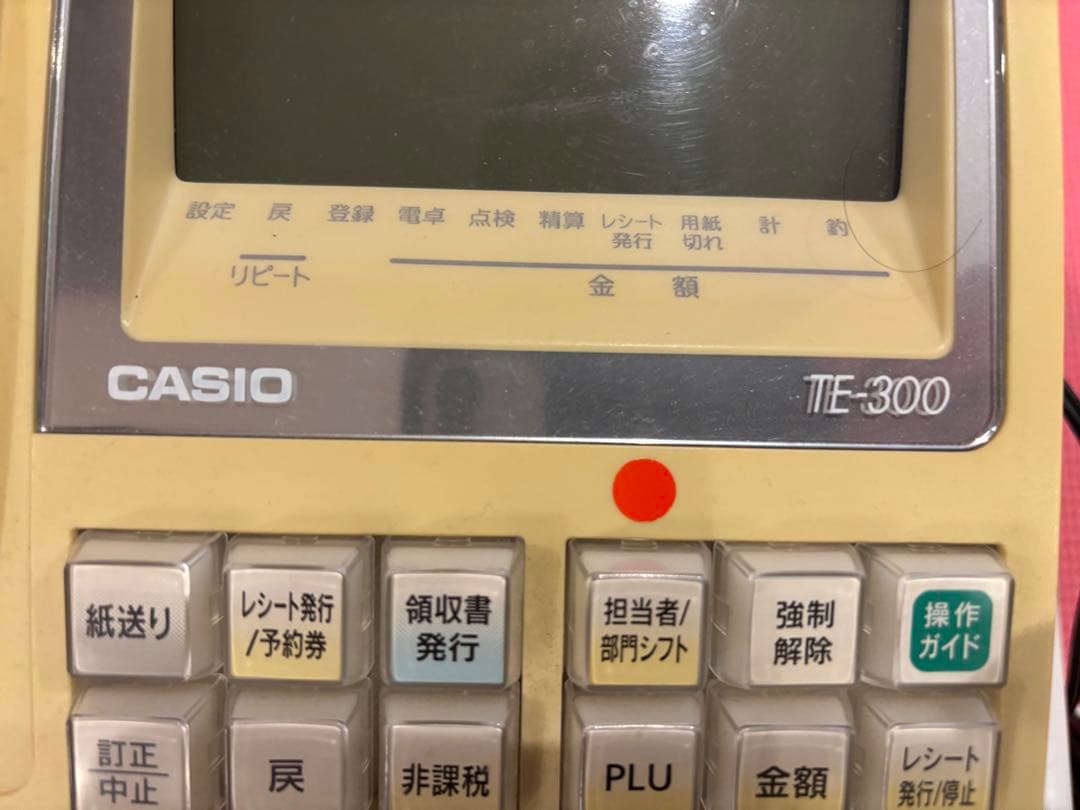 設定 戻 登録 電卓 点検 精算 レシート発行 用紙切れ 計 釣
リピート 金額
CASIO TE-300
紙送り
レシート発行
/予約券
領収書
発行
担当者/
部門シフト
強制
解除
操作
ガイド
訂正
中止
戻
非課税
PLU
金額
レシート
発行/停止